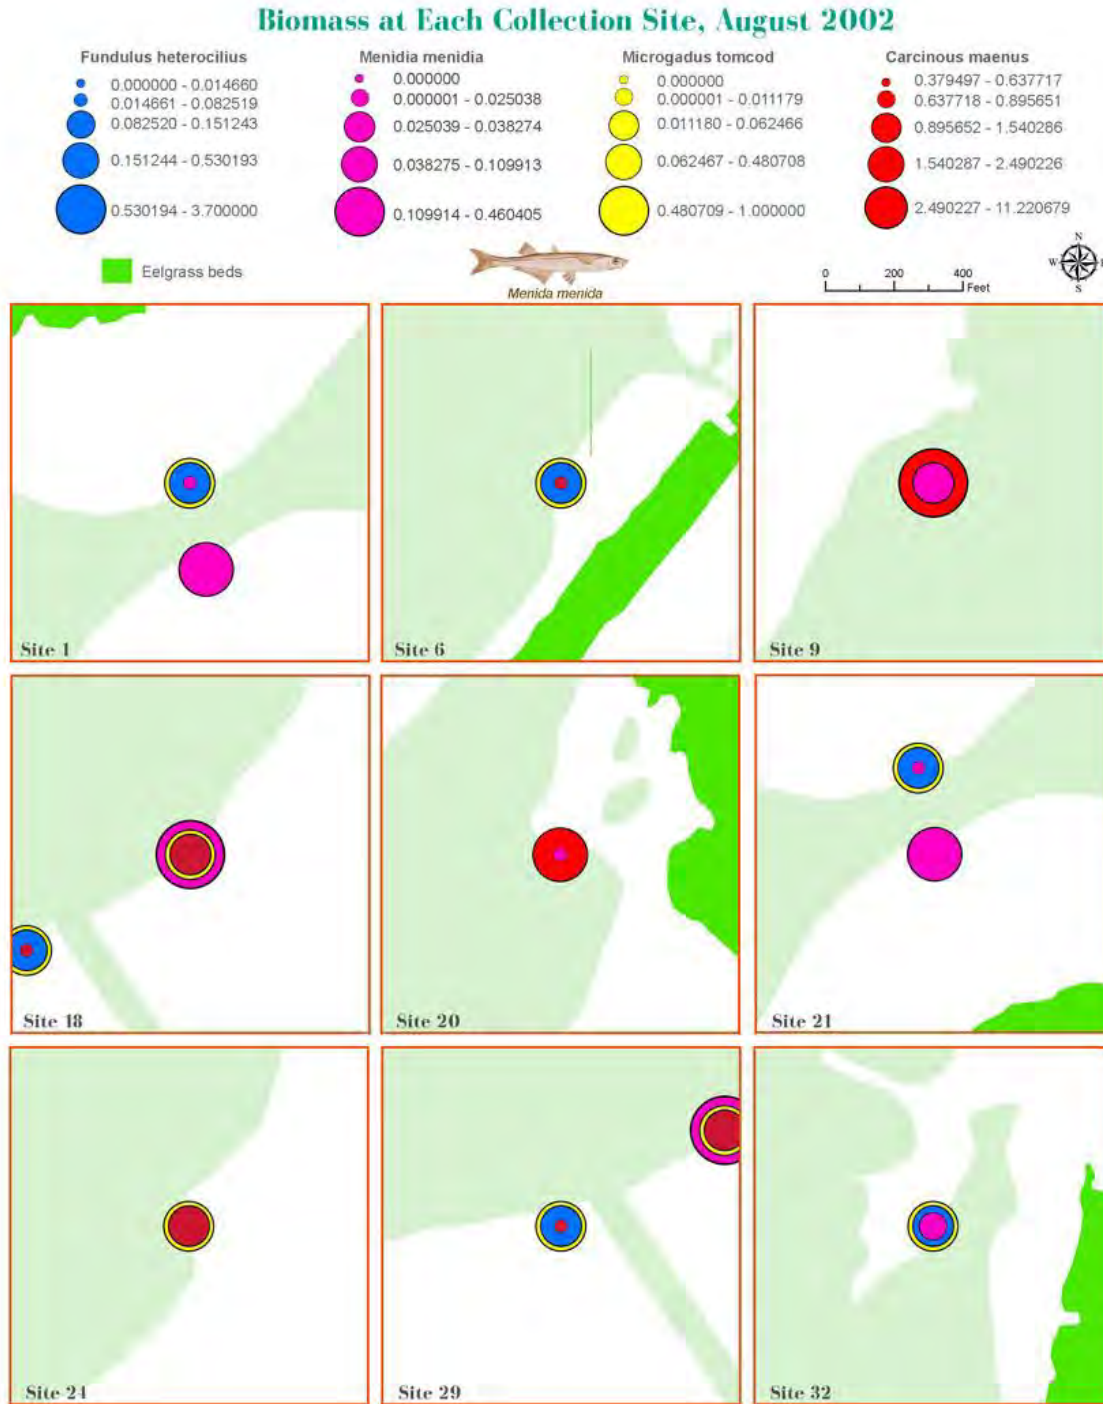 Biomass at Each Collection Site, August 2002
Fundulus heterocilius
0.000000 - 0.014660
0.014661 - 0.082519
0.082520 - 0.151243
0.151244 - 0.530193
0.530194 - 3.700000
Menidia menidia
0.000000
0.000001 - 0.025038
0.025039 - 0.038274
0.038275 - 0.109913
0.109914 - 0.460405
Microgadus tomcod
0.000000
0.000001 - 0.011179
0.011180 - 0.062466
0.062467 - 0.480708
0.480709 - 1.000000
Carcinous maenus
0.379497 - 0.637717
0.637718 - 0.895651
0.895652 - 1.540286
1.540287 - 2.490226
2.490227 - 11.220679
Eelgrass beds
Menida menida
0 200 400
Feet
N
W E
S
Site 1
Site 6
Site 9
Site 18
Site 20
Site 21
Site 24
Site 29
Site 32